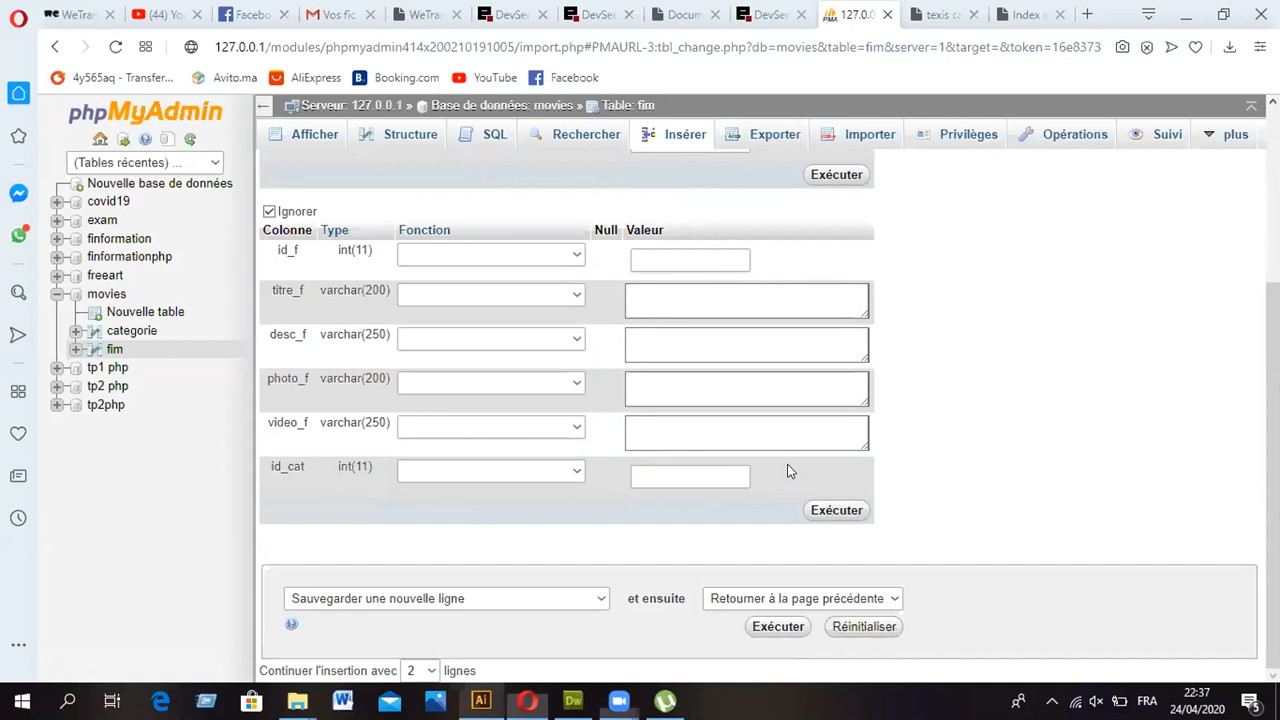 WeTra
(44) Yo
Faceb
Vos fic
WeTra
DevSe
DevSe
Docum
DevSe
127.0.0
texis c
Index
127.0.0.1/modules/phpmyadmin414x200210191005/import.php#PMAURL-3:tbl_change.php?db=movies&table=fim&server=1&target=&token=16e8373
4y565aq - Transfer...
Avito.ma
AliExpress
Booking.com
YouTube
Facebook
phpMyAdmin
(Tables récentes) ...
Nouvelle base de données
covid19
exam
finformation
finformationphp
freeart
movies
Nouvelle table
categorie
fim
tp1 php
tp2 php
tp2php
Serveur: 127.0.0.1 » Base de données: movies » Table: fim
Afficher Structure SQL Rechercher Insérer Exporter Importer Privilèges Opérations Suivi plus
Exécuter
Ignorer
Colonne Type Fonction Null Valeur
id_f int(11)
titre_f varchar(200)
desc_f varchar(250)
photo_f varchar(200)
video_f varchar(250)
id_cat int(11)
Exécuter
Sauvegarder une nouvelle ligne et ensuite Retourner à la page précédente
Exécuter Réinitialiser
Continuer l'insertion avec 2 lignes
FRA
22:37
24/04/2020
5